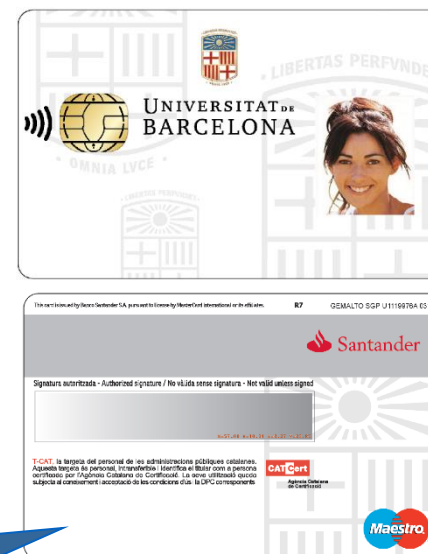 LIBERTAS PERFVNDE
UNIVERSITAT DE
BARCELONA
OMNIA LVCE
LIBERTAS PERFVNDET
This card is issued by Banco Santander S.A. pursuant to license by MasterCard International or its affiliates. R7 GEMALTO SGP U1119976A 03
Santander
Signatura autoritzada - Authorized signature / No vàlida sense signatura - Not valid unless signed
T-CAT, la targeta del personal de les administracions públiques catalanes.
Aquesta targeta és personal, intransferible i identifica el titular com a persona
certificada per l'Agència Catalana de Certificació. La seva utilització queda
subjecta al coneixement i acceptació de les condicions d'ús i la DPC corresponents
CATCert
Agència Catalana
de Certificació
Maestro